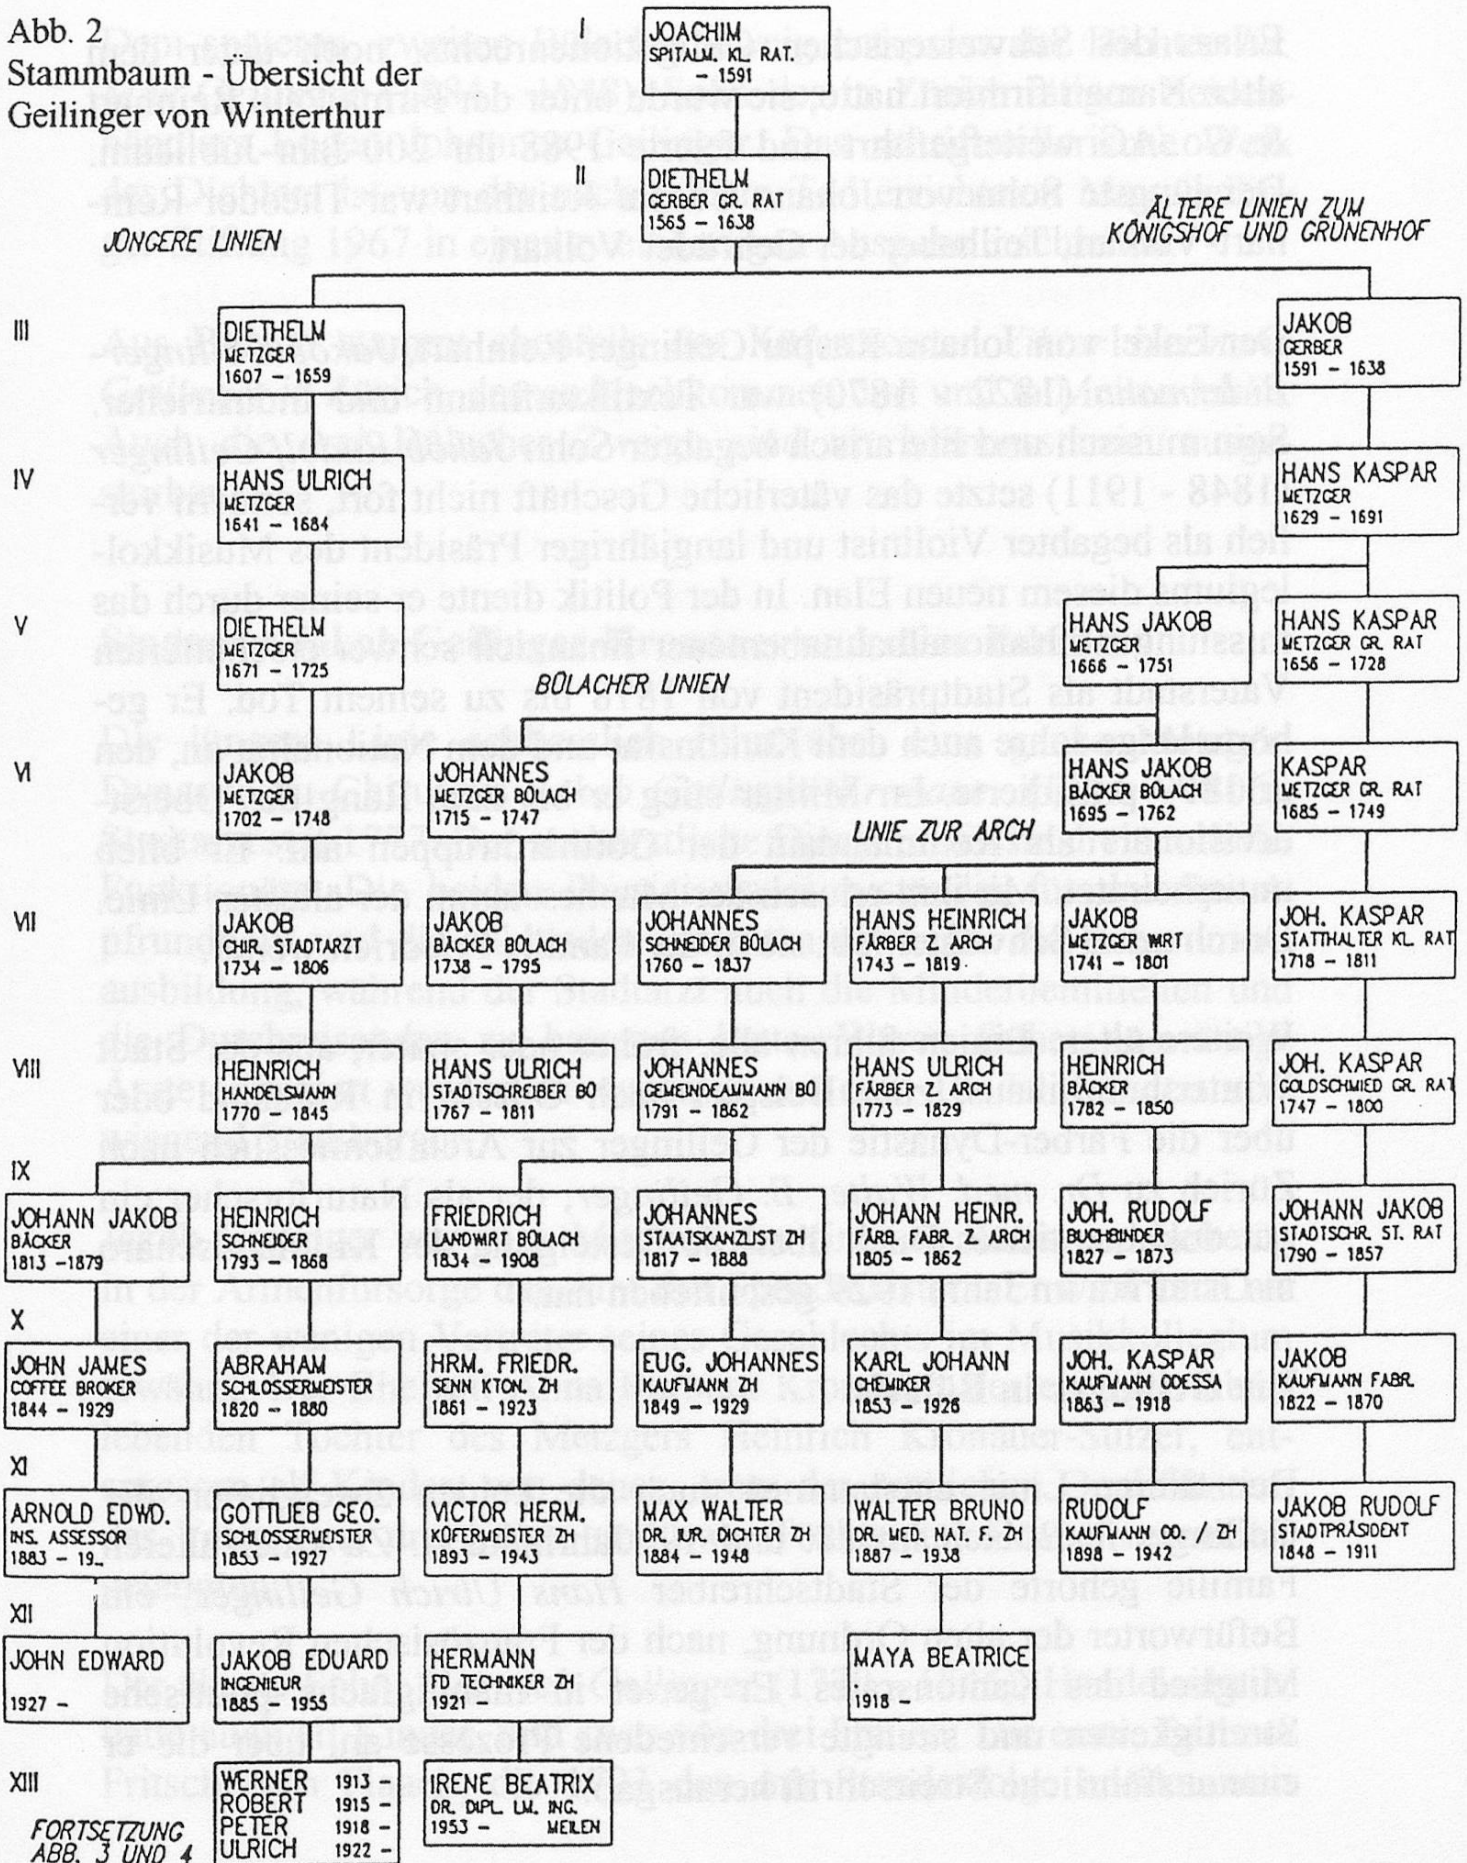 Abb. 2
Stammbaum - Übersicht der
Geilinger von Winterthur
I
JOACHIM
SPITALM. KL. RAT.
- 1591
II
DIETHELM
GERBER GR. RAT
1565 - 1638
JÜNGERE LINIEN
ÄLTERE LINIEN ZUM
KÖNIGSHOF UND GRÜNENHOF
III
DIETHELM
METZGER
1607 - 1659
JAKOB
GERBER
1591 - 1638
IV
HANS ULRICH
METZGER
1641 - 1684
HANS KASPAR
METZGER
1629 - 1691
V
DIETHELM
METZGER
1671 - 1725
HANS JAKOB
METZGER
1666 - 1751
HANS KASPAR
METZGER GR. RAT
1656 - 1728
BÜLACHER LINIEN
VI
JAKOB
METZGER
1702 - 1748
JOHANNES
METZGER BÜLACH
1715 - 1747
HANS JAKOB
BÄCKER BÜLACH
1695 - 1762
KASPAR
METZGER GR. RAT
1685 - 1749
LINIE ZUR ARCH
VII
JAKOB
CHIR. STADTARZT
1734 - 1806
JAKOB
BÄCKER BÜLACH
1738 - 1795
JOHANNES
SCHNEIDER BÜLACH
1760 - 1837
HANS HEINRICH
FÄRBER Z. ARCH
1743 - 1819
JAKOB
METZGER WIRT
1741 - 1801
JOH. KASPAR
STATTHALTER KL. RAT
1718 - 1811
VIII
HEINRICH
HANDELSMANN
1770 - 1845
HANS ULRICH
STADTSCHREIBER BÜ
1767 - 1811
JOHANNES
GEMEINDEAMMANN BÜ
1791 - 1862
HANS ULRICH
FÄRBER Z. ARCH
1773 - 1829
HEINRICH
BÄCKER
1782 - 1850
JOH. KASPAR
GOLDSCHMIED GR. RAT
1747 - 1800
IX
JOHANN JAKOB
BÄCKER
1813 -1879
HEINRICH
SCHNEIDER
1793 - 1868
FRIEDRICH
LANDWIRT BÜLACH
1834 - 1908
JOHANNES
STAATSKANZLIST ZH
1817 - 1888
JOHANN HEINR.
FÄRB. FABR. Z. ARCH
1805 - 1862
JOH. RUDOLF
BUCHBINDER
1827 - 1873
JOHANN JAKOB
STADTSCHR. ST. RAT
1790 - 1857
X
JOHN JAMES
COFFEE BROKER
1844 - 1929
ABRAHAM
SCHLOSSERMEISTER
1820 - 1880
HRM. FRIEDR.
SENN KTON. ZH
1861 - 1923
EUG. JOHANNES
KAUFMANN ZH
1849 - 1929
KARL JOHANN
CHEMIKER
1853 - 1926
JOH. KASPAR
KAUFMANN ODESSA
1863 - 1918
JAKOB
KAUFMANN FABR.
1822 - 1870
XI
ARNOLD EDWD.
INS. ASSESSOR
1883 - 19..
GOTTLIEB GEO.
SCHLOSSERMEISTER
1853 - 1927
VICTOR HERM.
KÜFERMEISTER ZH
1893 - 1943
MAX WALTER
DR. IUR. DICHTER ZH
1884 - 1948
WALTER BRUNO
DR. MED. NAT. F. ZH
1887 - 1938
RUDOLF
KAUFMANN OD. U. ZH
1898 - 1942
JAKOB RUDOLF
STADTPRÄSIDENT
1848 - 1911
XII
JOHN EDWARD
1927 -
JAKOB EDUARD
INGENIEUR
1885 - 1955
HERMANN
FD TECHNIKER ZH
1921 -
MAYA BEATRICE
1918 -
XIII
WERNER 1913 -
ROBERT 1915 -
PETER 1918 -
ULRICH 1922 -
IRENE BEATRIX
DR. DIPL. LM. ING.
1953 - MEILEN
FORTSETZUNG
ABB. 3 UND 4